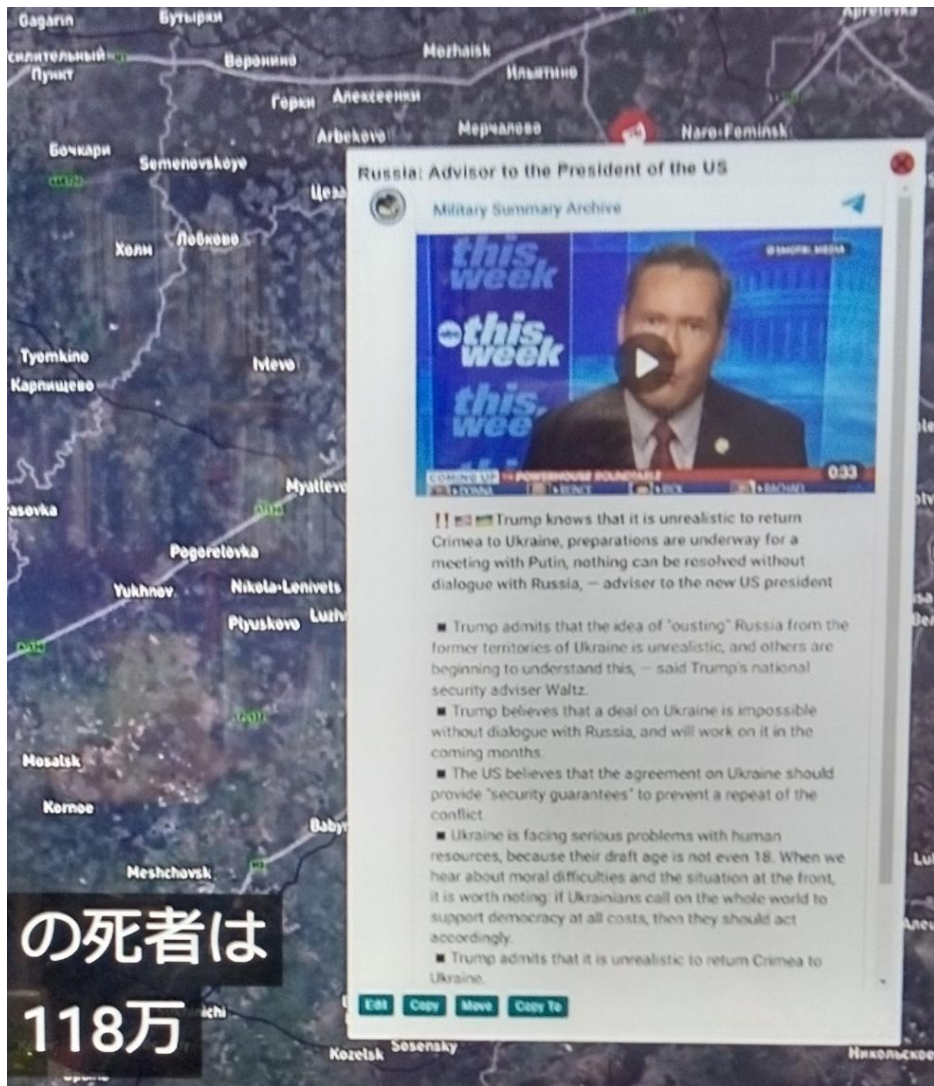 Gagarin
Бутырки
Mozhaisk
Воронино
Ильятино
Пункт
Горки
Алексеенки
Arbekovo
Мерчалово
Naro-Fominsk
Бочкари
Semenovskoye
Холм
Лобково
Tyomkino
Карпищево
Ivlevo
Myatlevo
Pogorelovka
Yukhnov
Nikola-Lenivets
Plyuskovo
Mosalsk
Kornoe
Meshchovsk
Kozelsk
Sosensky
Никольское
Russia: Advisor to the President of the US
Military Summary Archive
this week
abc this week
this week
COMING UP
POWERHOUSE ROUNDTABLE
0:33
‼️ Trump knows that it is unrealistic to return
Crimea to Ukraine, preparations are underway for a
meeting with Putin, nothing can be resolved without
dialogue with Russia, — adviser to the new US president
▪ Trump admits that the idea of "ousting" Russia from the
former territories of Ukraine is unrealistic, and others are
beginning to understand this, — said Trump's national
security adviser Waltz.
▪ Trump believes that a deal on Ukraine is impossible
without dialogue with Russia, and will work on it in the
coming months.
▪ The US believes that the agreement on Ukraine should
provide "security guarantees" to prevent a repeat of the
conflict.
▪ Ukraine is facing serious problems with human
resources, because their draft age is not even 18. When we
hear about moral difficulties and the situation at the front,
it is worth noting: if Ukrainians call on the whole world to
support democracy at all costs, then they should act
accordingly.
▪ Trump admits that it is unrealistic to return Crimea to
Ukraine.
Edit Copy Move Copy To
の死者は
118万